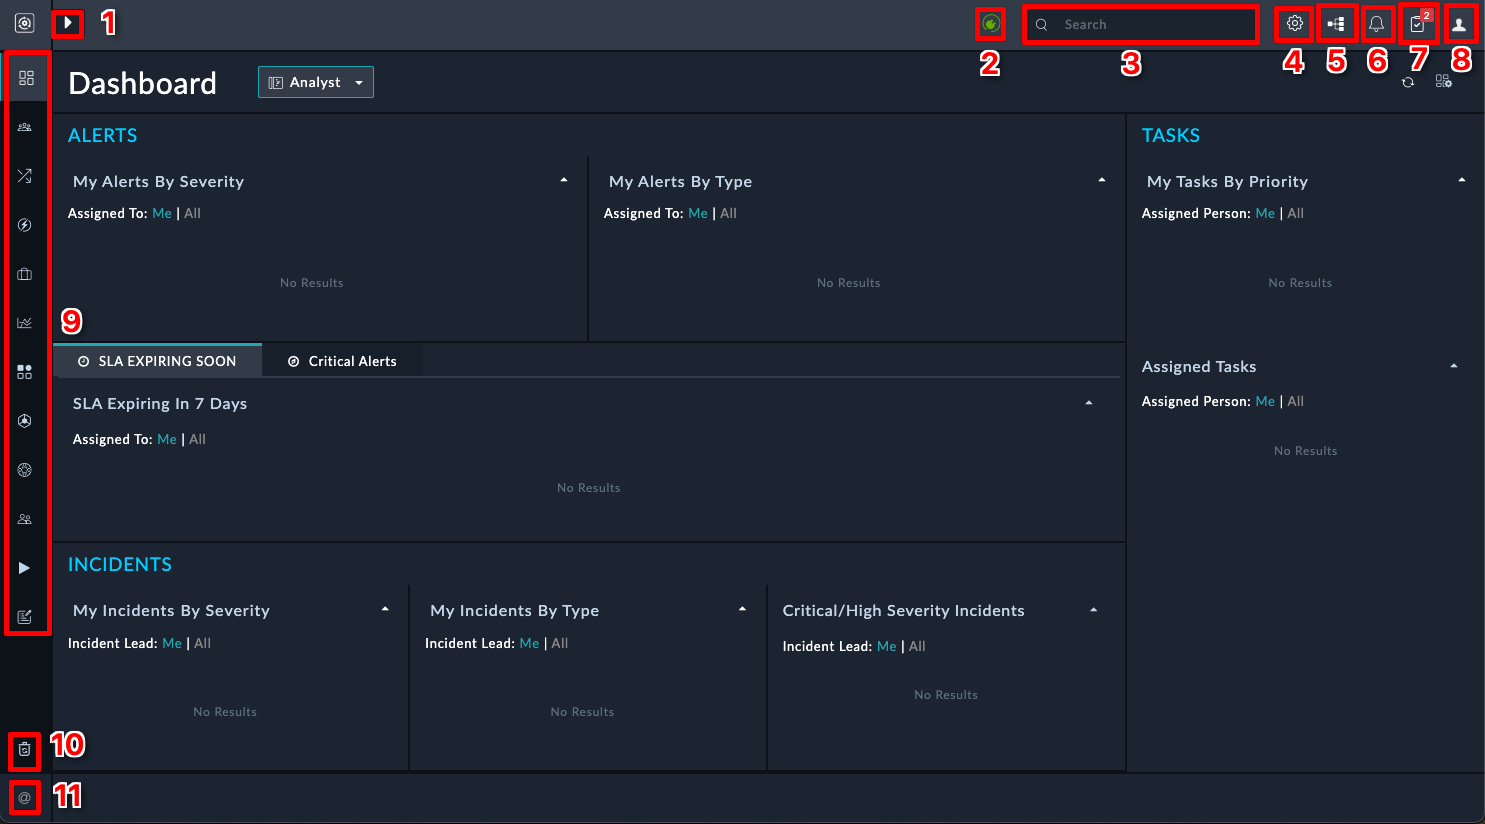 1
2
Search
3
4
5
6
2
7
8
Dashboard
Analyst
ALERTS
My Alerts By Severity
Assigned To: Me | All
No Results
My Alerts By Type
Assigned To: Me | All
No Results
TASKS
My Tasks By Priority
Assigned Person: Me | All
No Results
9
SLA EXPIRING SOON
Critical Alerts
SLA Expiring In 7 Days
Assigned To: Me | All
No Results
Assigned Tasks
Assigned Person: Me | All
No Results
INCIDENTS
My Incidents By Severity
Incident Lead: Me | All
No Results
My Incidents By Type
Incident Lead: Me | All
No Results
Critical/High Severity Incidents
Incident Lead: Me | All
No Results
10
@
11